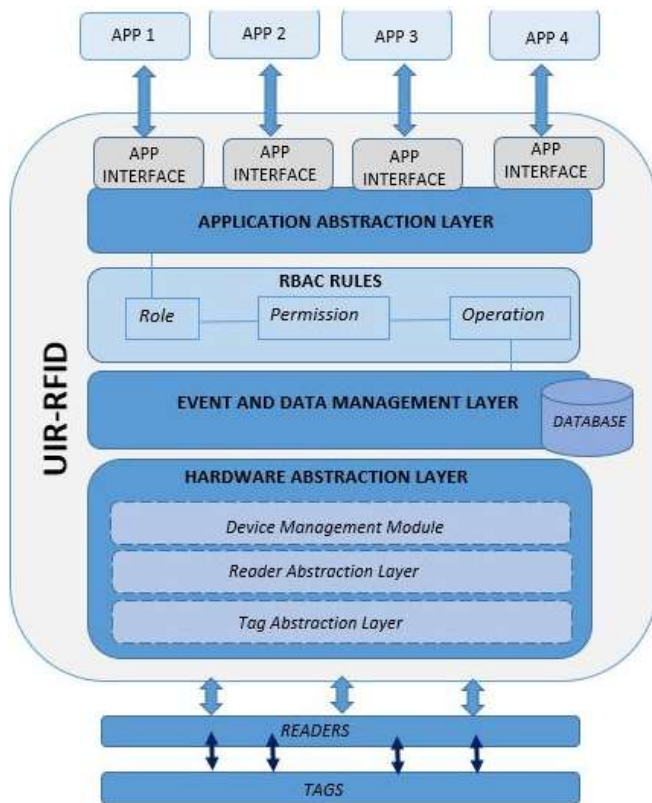 APP 1
APP 2
APP 3
APP 4
APP
INTERFACE
APP
INTERFACE
APP
INTERFACE
APP
INTERFACE
APPLICATION ABSTRACTION LAYER
RBAC RULES
Role
Permission
Operation
UIR-RFID
EVENT AND DATA MANAGEMENT LAYER
DATABASE
HARDWARE ABSTRACTION LAYER
Device Management Module
Reader Abstraction Layer
Tag Abstraction Layer
READERS
TAGS